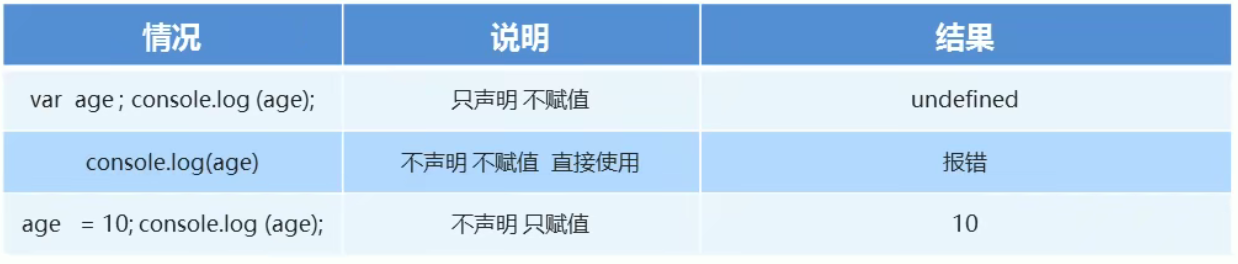 情况 说明 结果
var age ; console.log (age); 只声明 不赋值 undefined
console.log(age) 不声明 不赋值 直接使用 报错
age = 10; console.log (age); 不声明 只赋值 10